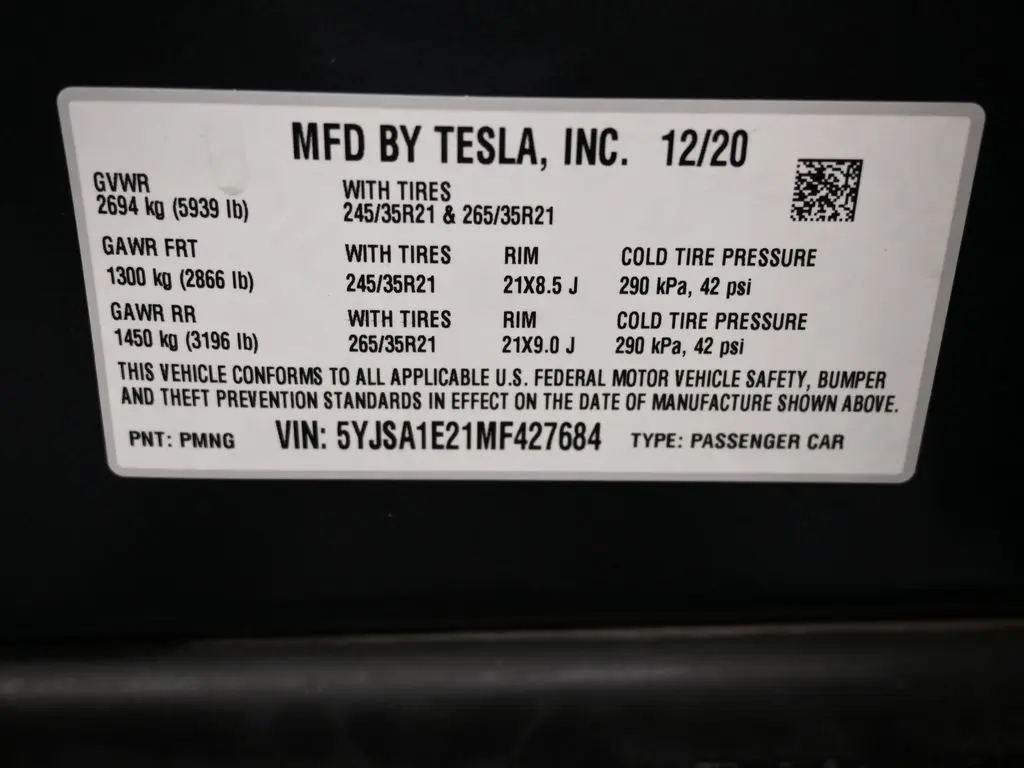 MFD BY TESLA, INC. 12/20
GVWR WITH TIRES
2694 kg (5939 lb) 245/35R21 & 265/35R21
GAWR FRT WITH TIRES RIM COLD TIRE PRESSURE
1300 kg (2866 lb) 245/35R21 21X8.5 J 290 kPa, 42 psi
GAWR RR WITH TIRES RIM COLD TIRE PRESSURE
1450 kg (3196 lb) 265/35R21 21X9.0 J 290 kPa, 42 psi
THIS VEHICLE CONFORMS TO ALL APPLICABLE U.S. FEDERAL MOTOR VEHICLE SAFETY, BUMPER
AND THEFT PREVENTION STANDARDS IN EFFECT ON THE DATE OF MANUFACTURE SHOWN ABOVE.
PNT: PMNG VIN: 5YJSA1E21MF427684 TYPE: PASSENGER CAR